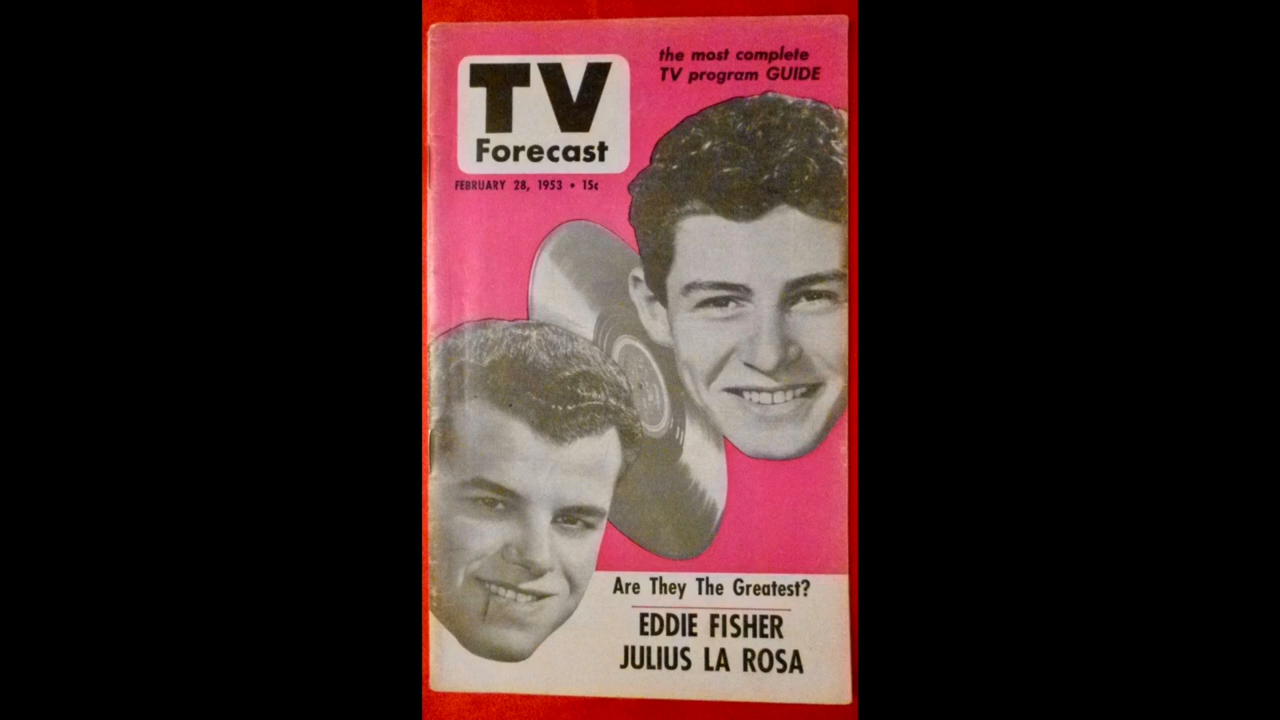 the most complete
TV program GUIDE
TV
Forecast
FEBRUARY 28, 1953 • 15¢
Are They The Greatest?
EDDIE FISHER
JULIUS LA ROSA